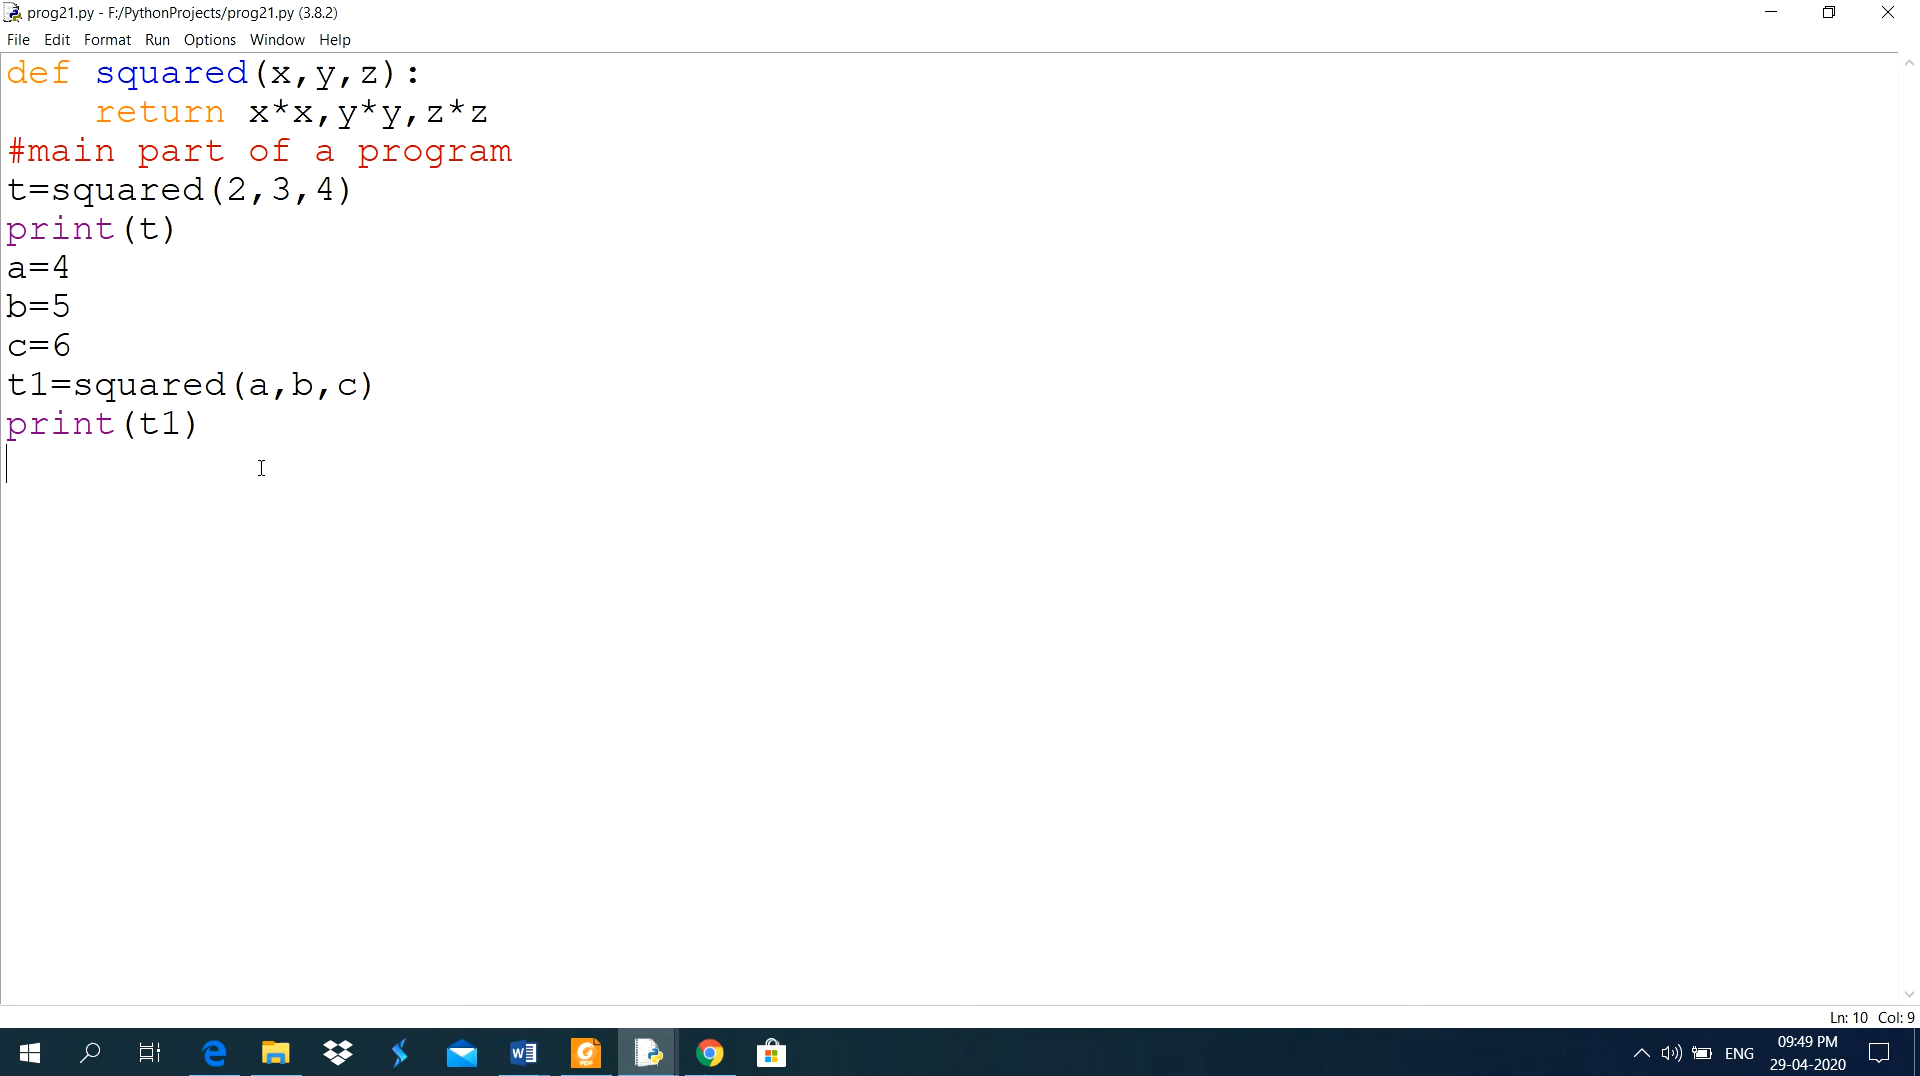 prog21.py - F:/PythonProjects/prog21.py (3.8.2)
File Edit Format Run Options Window Help
def squared(x,y,z):
    return x*x,y*y,z*z
#main part of a program
t=squared(2,3,4)
print(t)
a=4
b=5
c=6
t1=squared(a,b,c)
print(t1)
Ln: 10 Col: 9
ENG
09:49 PM
29-04-2020